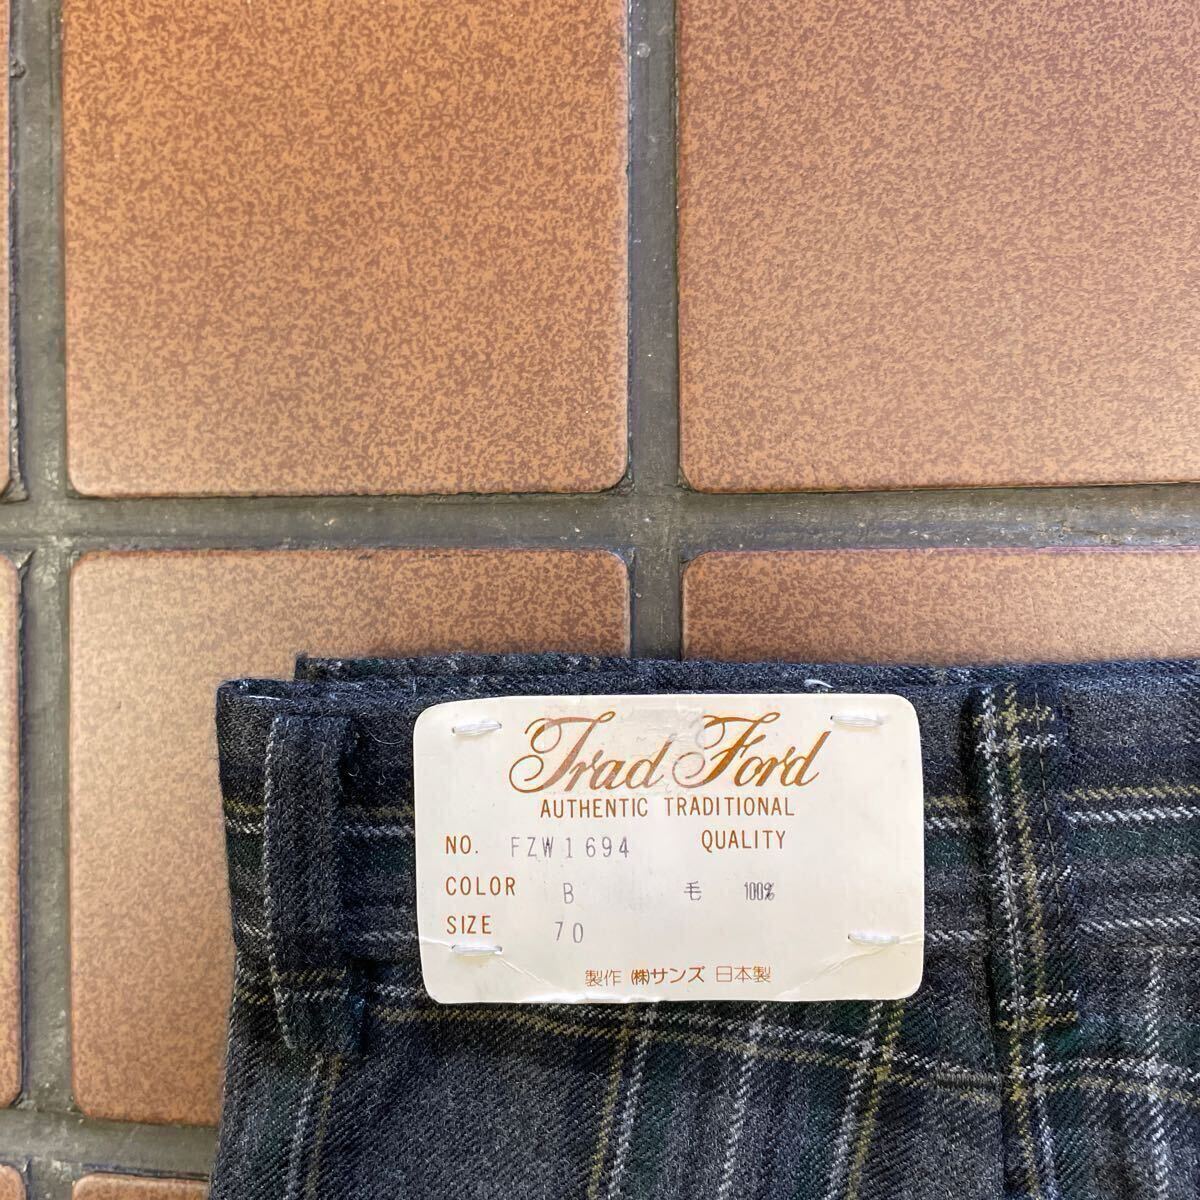 Trad Ford
AUTHENTIC TRADITIONAL
NO. FZW1694 QUALITY
COLOR B 毛 100%
SIZE 70
製作 ㈱サンズ 日本製